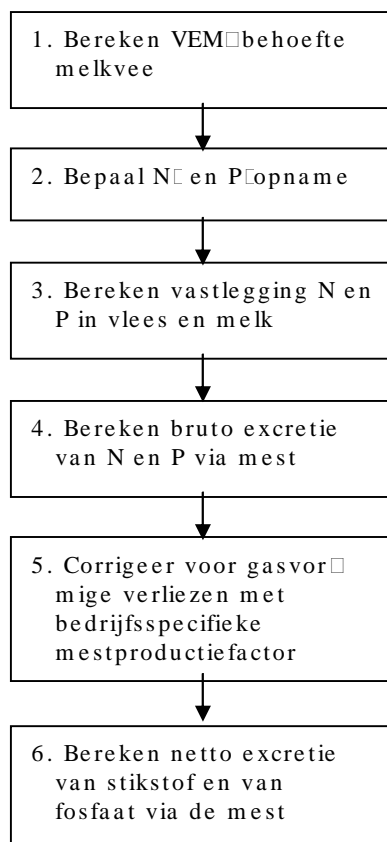 1. Bereken VEM□behoefte
melkvee
2. Bepaal N□ en P□opname
3. Bereken vastlegging N en
P in vlees en melk
4. Bereken bruto excretie
van N en P via mest
5. Corrigeer voor gasvor□
mige verliezen met
bedrijfsspecifieke
mestproductiefactor
6. Bereken netto excretie
van stikstof en van
fosfaat via de mest